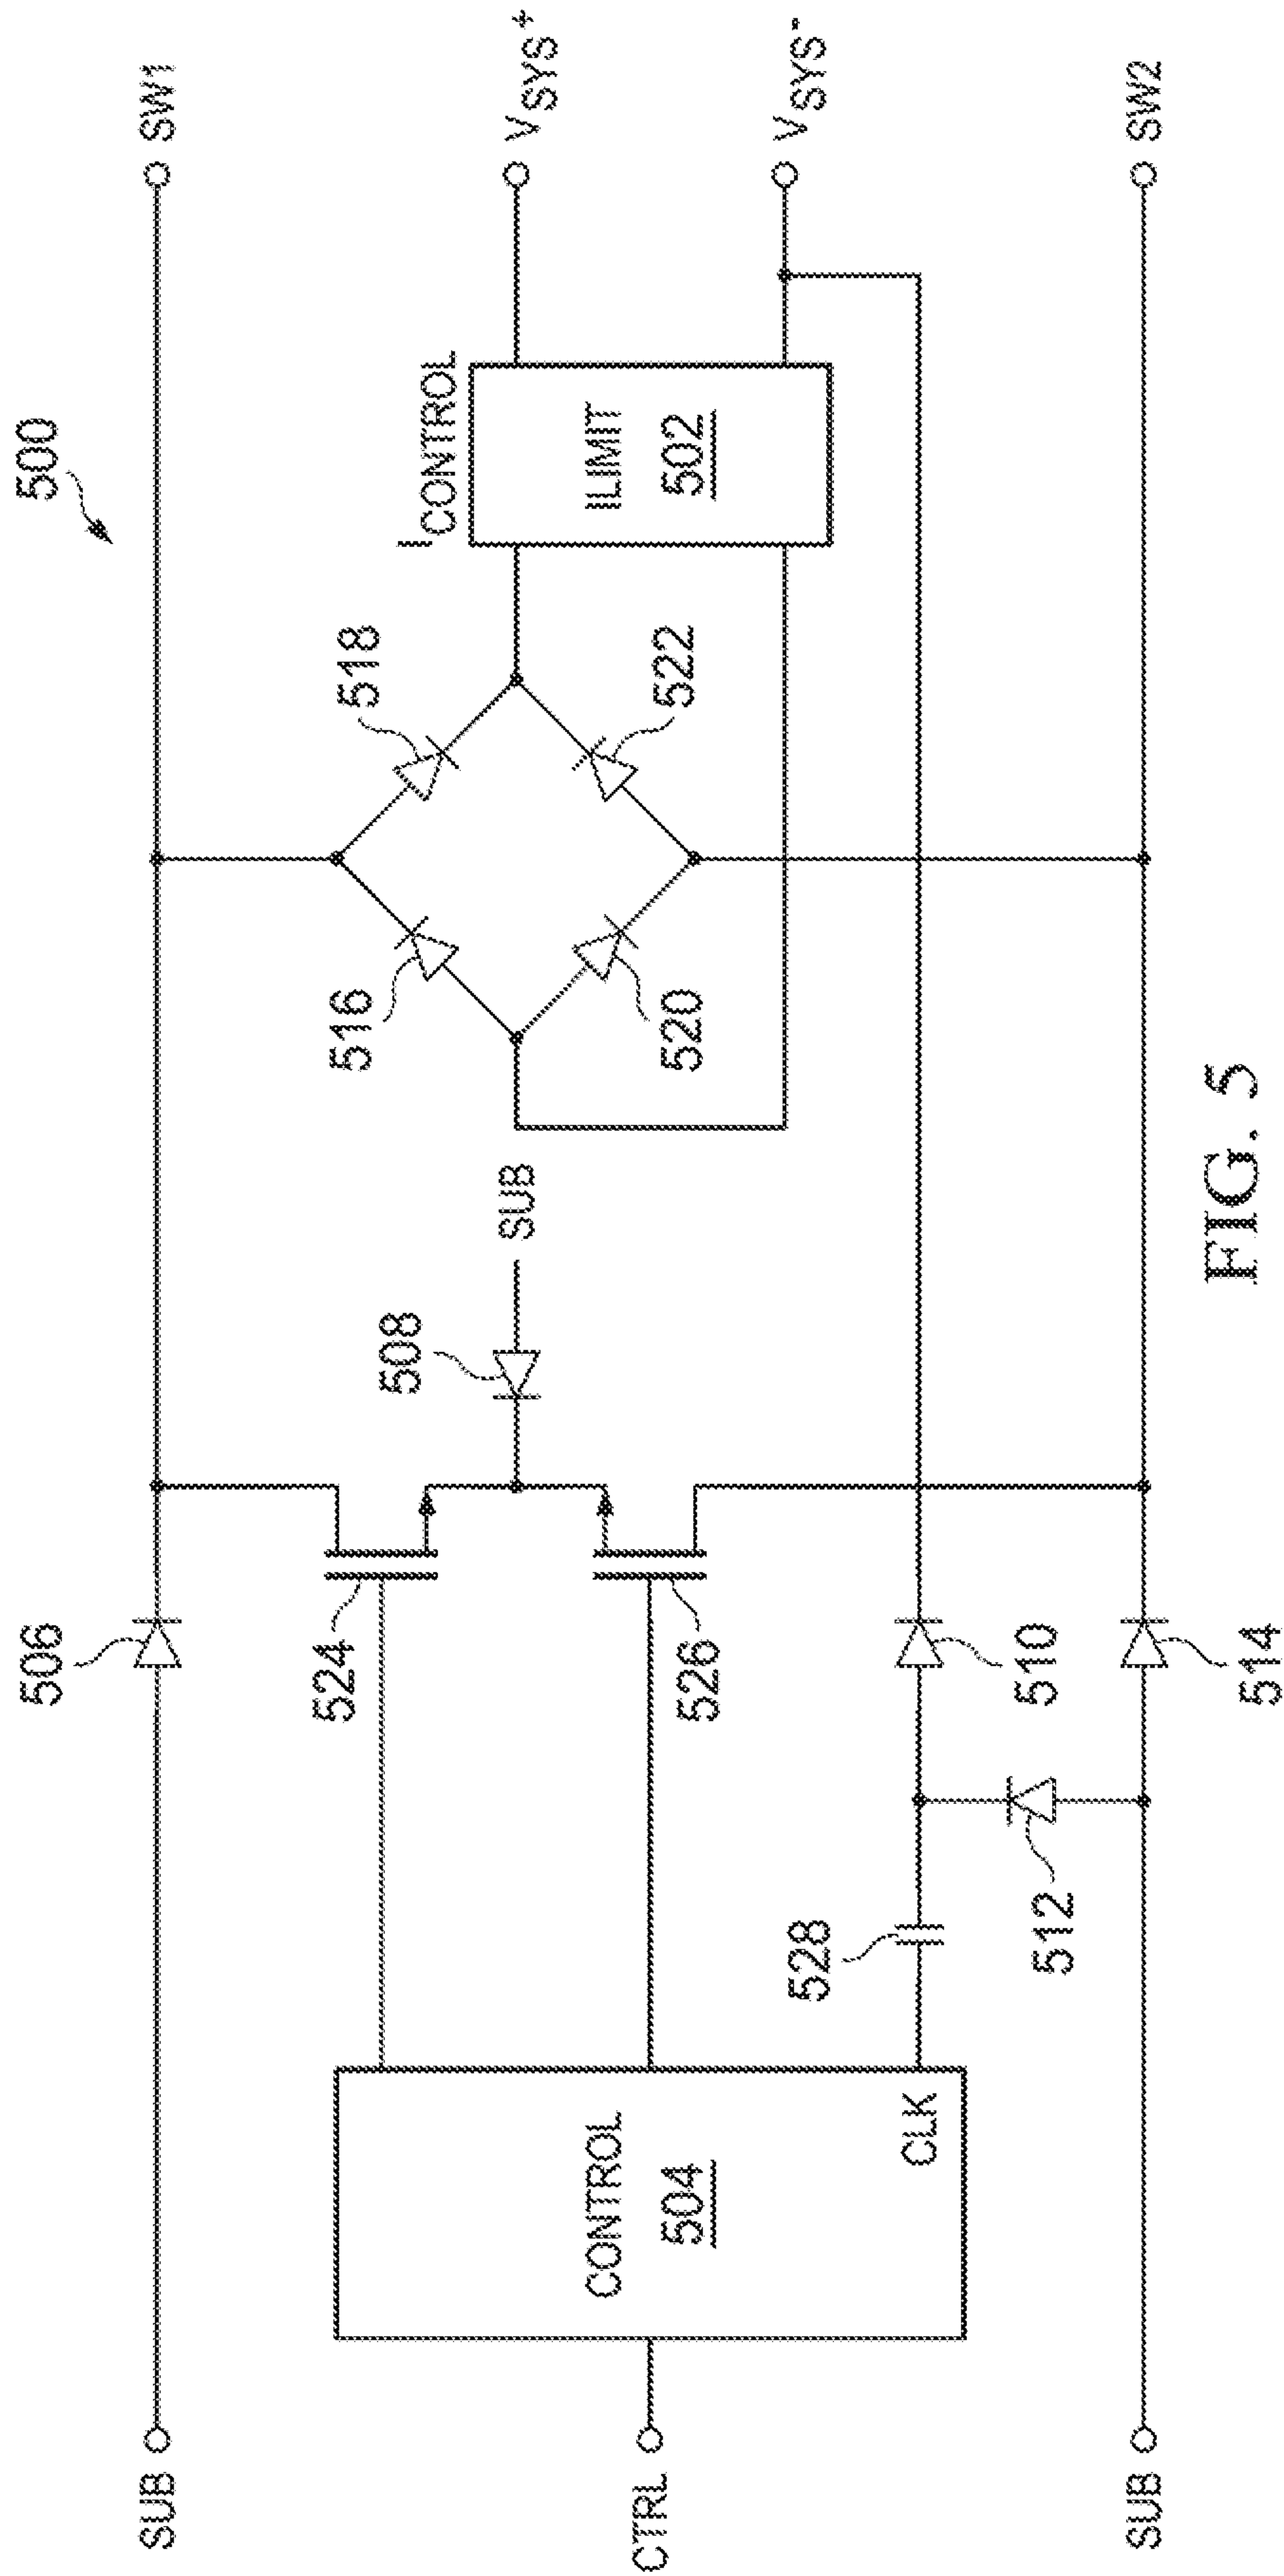 500
SUB
506
SW1
524
518
I CONTROL
516
508
SUB
VSYS+
CONTROL
504
ILIMIT
502
CTRL
526
520
522
VSYS-
528
CLK
510
512
514
SUB
SW2
FIG. 5